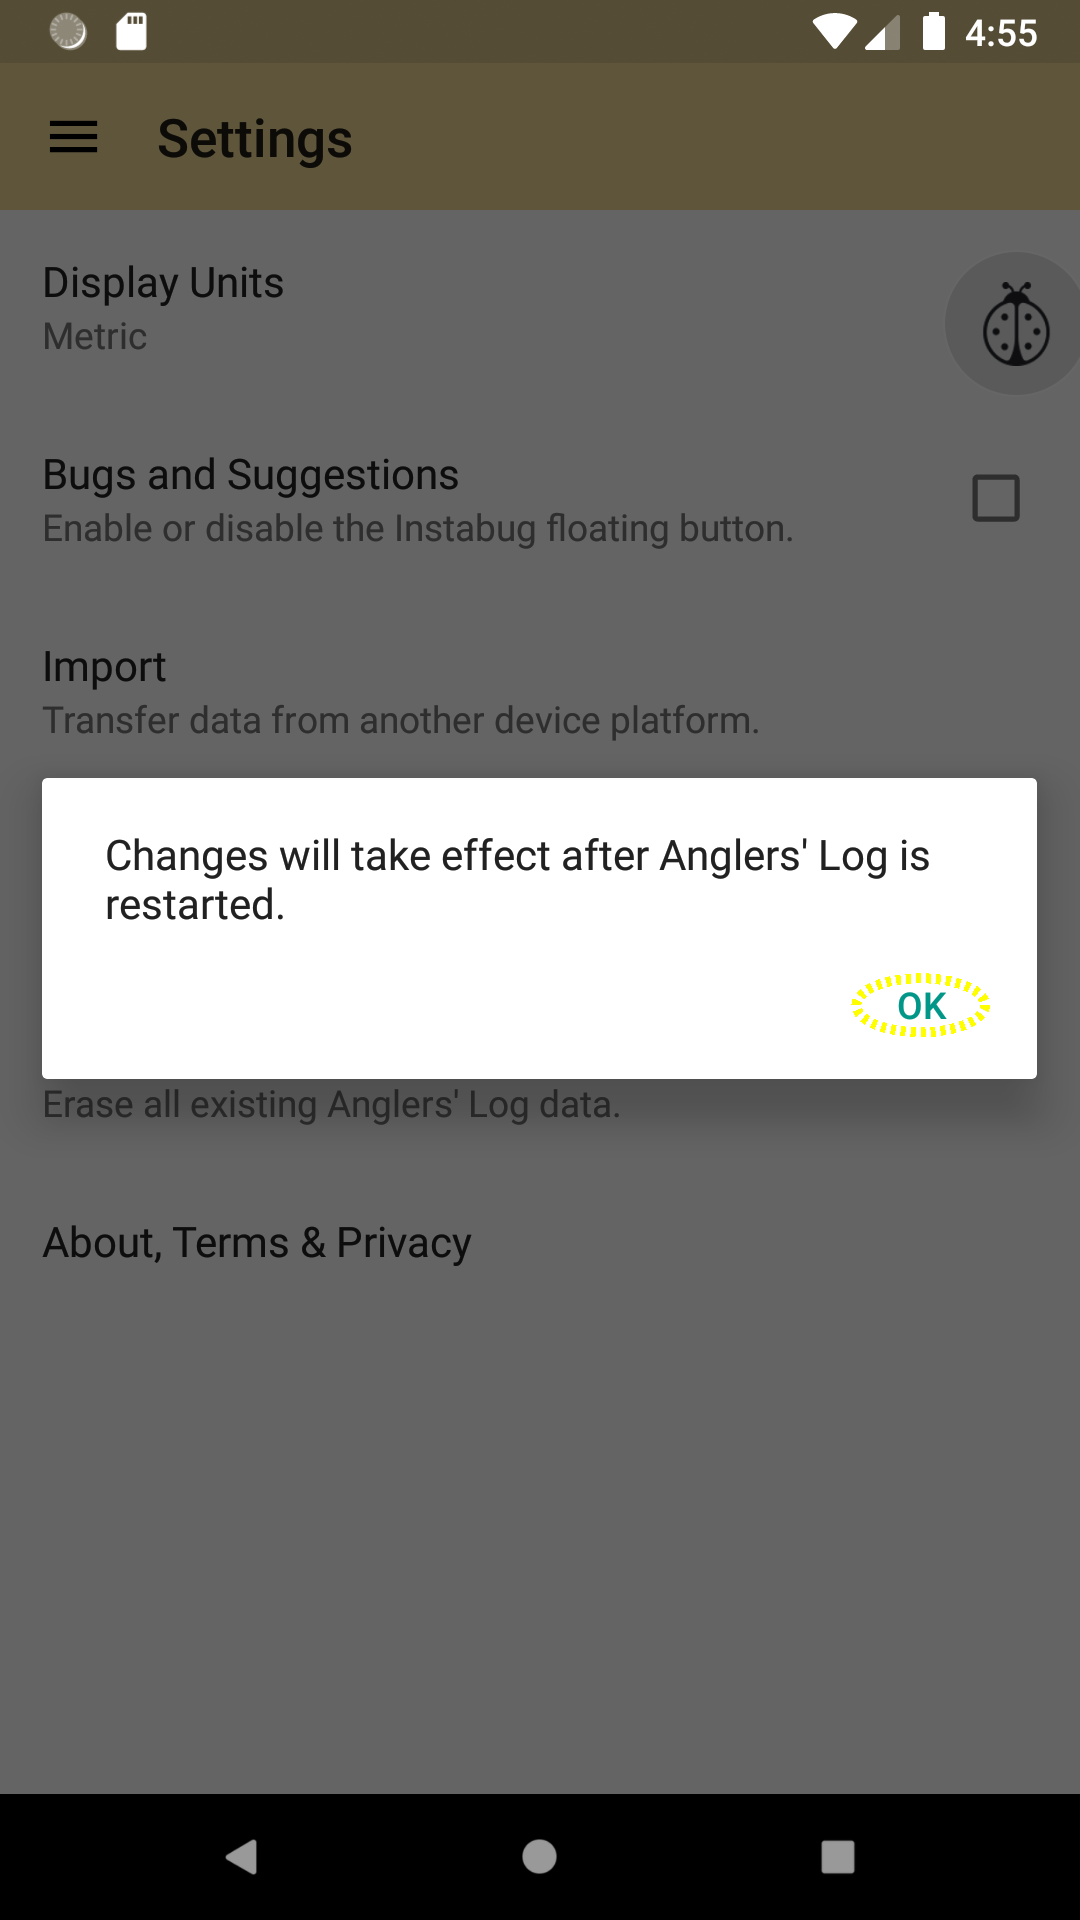 4:55
Settings
Display Units
Metric
Bugs and Suggestions
Enable or disable the Instabug floating button.
Import
Transfer data from another device platform.
Changes will take effect after Anglers' Log is
restarted.
OK
Erase all existing Anglers' Log data.
About, Terms & Privacy